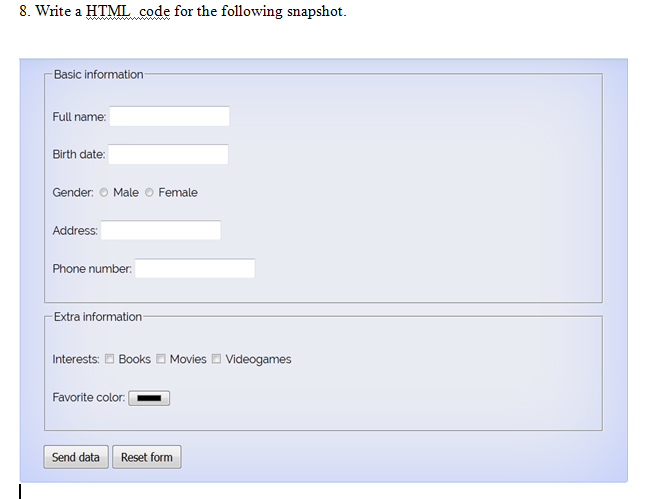 8. Write a HTML code for the following snapshot.
Basic information
Full name:
Birth date:
Gender: Male Female
Address:
Phone number:
Extra information
Interests: Books Movies Videogames
Favorite color:
Send data Reset form